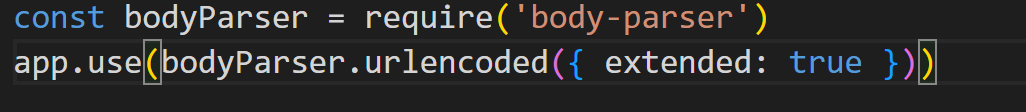 const bodyParser = require('body-parser')
app.use(bodyParser.urlencoded({ extended: true }))